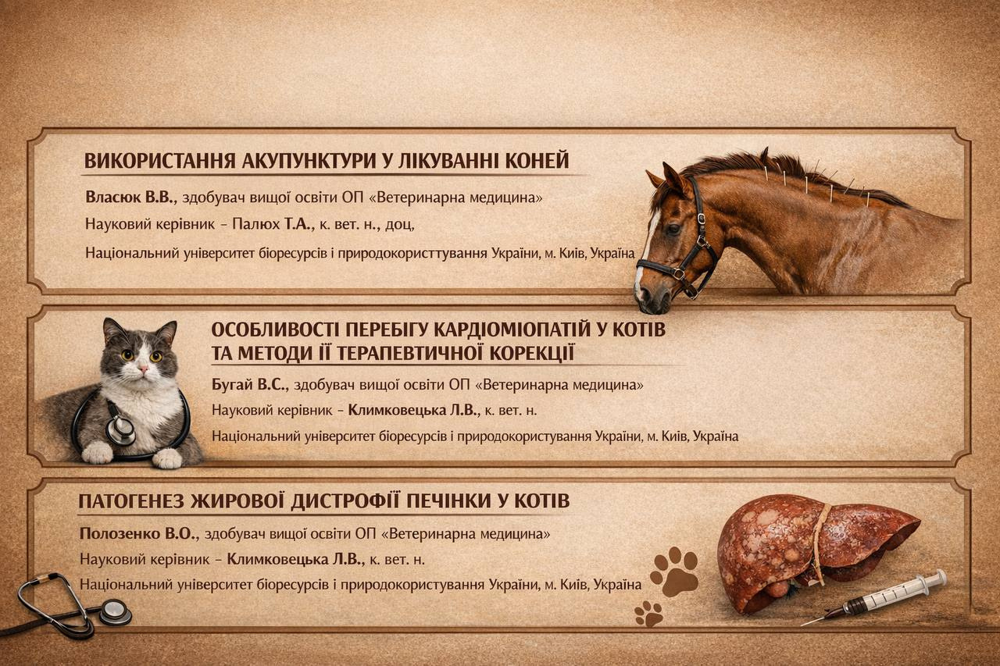 ВИКОРИСТАННЯ АКУПУНКТУРИ У ЛІКУВАННІ КОНЕЙ
Власюк В.В., здобувач вищої освіти ОП «Ветеринарна медицина»
Науковий керівник – Палюх Т.А., к. вет. н., доц,
Національний університет біоресурсів і природокористтування України, м. Киів, Україна
ОСОБЛИВОСТІ ПЕРЕБІГУ КАРДІОМІОПАТІЙ У КОТІВ
ТА МЕТОДИ ЇЇ ТЕРАПЕВТИЧНОЇ КОРЕКЦІЇ
Бугай В.С., здобувач вищої освіти ОП «Ветеринарна медицина»
Науковий керівник – Климковецька Л.В., к. вет. н.
Національний університет біоресурсів і природокористування України, м. Київ, Україна
ПАТОГЕНЕЗ ЖИРОВОЇ ДИСТРОФІЇ ПЕЧІНКИ У КОТІВ
Полозенко В.О., здобувач вищої освіти ОП «Ветеринарна медицина»
Науковий керівник – Климковецька Л.В., к. вет. н.
Національний університет біоресурсів і природокористування України, м. Київ, Україна